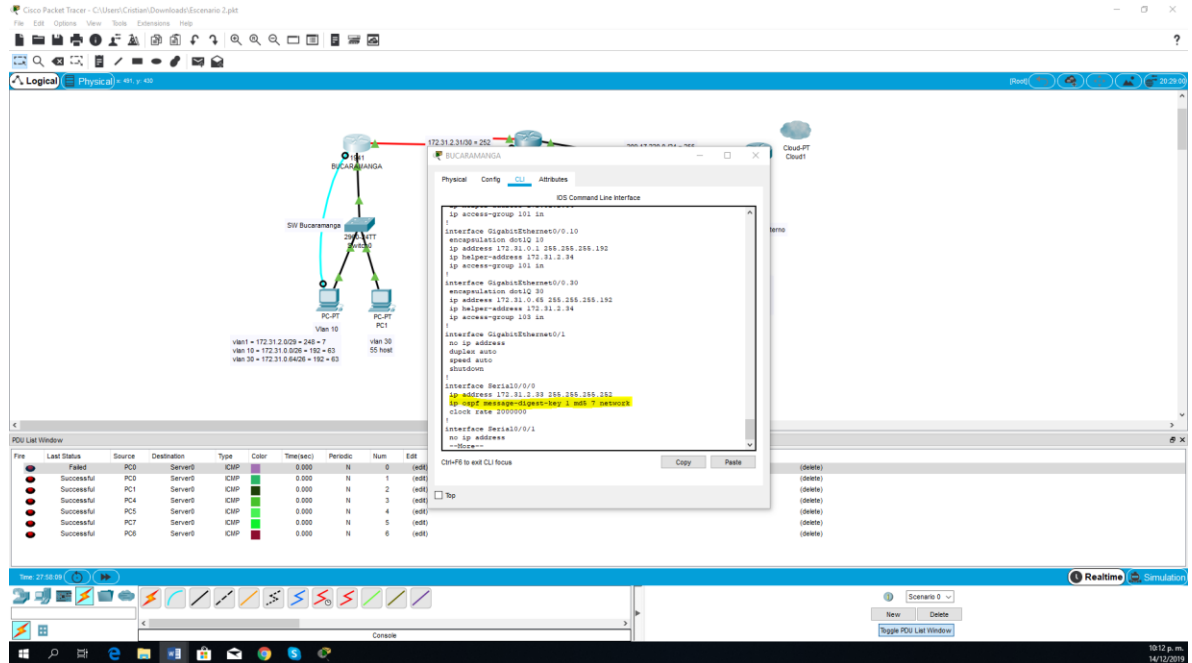 Cisco Packet Tracer - C:\Users\Cristian\Downloads\Escenario 2.pkt
File Edit Options View Tools Extensions Help
?
Logical Physical x: 491, y: 430
[Root]
20:29:00
172.31.2.31/30 = 252
1941
BUCARAMANGA
SW Bucaramanga
Switch0
PC-PT
PC-PT
PC1
Vlan 10
vlan1 = 172.31.2.0/29 = 248 = 7
vlan 10 = 172.31.0.0/26 = 192 = 63
vlan 30 = 172.31.0.64/26 = 192 = 63
vlan 30
55 host
Cloud-PT
Cloud1
terno
BUCARAMANGA
Physical Config CLI Attributes
IOS Command Line Interface
ip access-group 101 in
!
interface GigabitEthernet0/0.10
encapsulation dot1Q 10
ip address 172.31.0.1 255.255.255.192
ip helper-address 172.31.2.34
ip access-group 101 in
!
interface GigabitEthernet0/0.30
encapsulation dot1Q 30
ip address 172.31.0.65 255.255.255.192
ip helper-address 172.31.2.34
ip access-group 103 in
!
interface GigabitEthernet0/1
no ip address
duplex auto
speed auto
shutdown
!
interface Serial0/0/0
ip address 172.31.2.33 255.255.255.252
ip ospf message-digest-key 1 md5 7 network
clock rate 2000000
!
interface Serial0/0/1
no ip address
--More--
Ctrl+F6 to exit CLI focus
Copy Paste
Top
PDU List Window
Fire Last Status Source Destination Type Color Time(sec) Periodic Num Edit
Failed PC0 Server0 ICMP 0.000 N 0 (edit) (delete)
Successful PC0 Server0 ICMP 0.000 N 1 (edit) (delete)
Successful PC1 Server0 ICMP 0.000 N 2 (edit) (delete)
Successful PC4 Server0 ICMP 0.000 N 3 (edit) (delete)
Successful PC5 Server0 ICMP 0.000 N 4 (edit) (delete)
Successful PC7 Server0 ICMP 0.000 N 5 (edit) (delete)
Successful PC6 Server0 ICMP 0.000 N 6 (edit) (delete)
Time: 27:58:09
Realtime Simulation
Scenario 0
New Delete
Toggle PDU List Window
Console
10:12 p. m.
14/12/2019